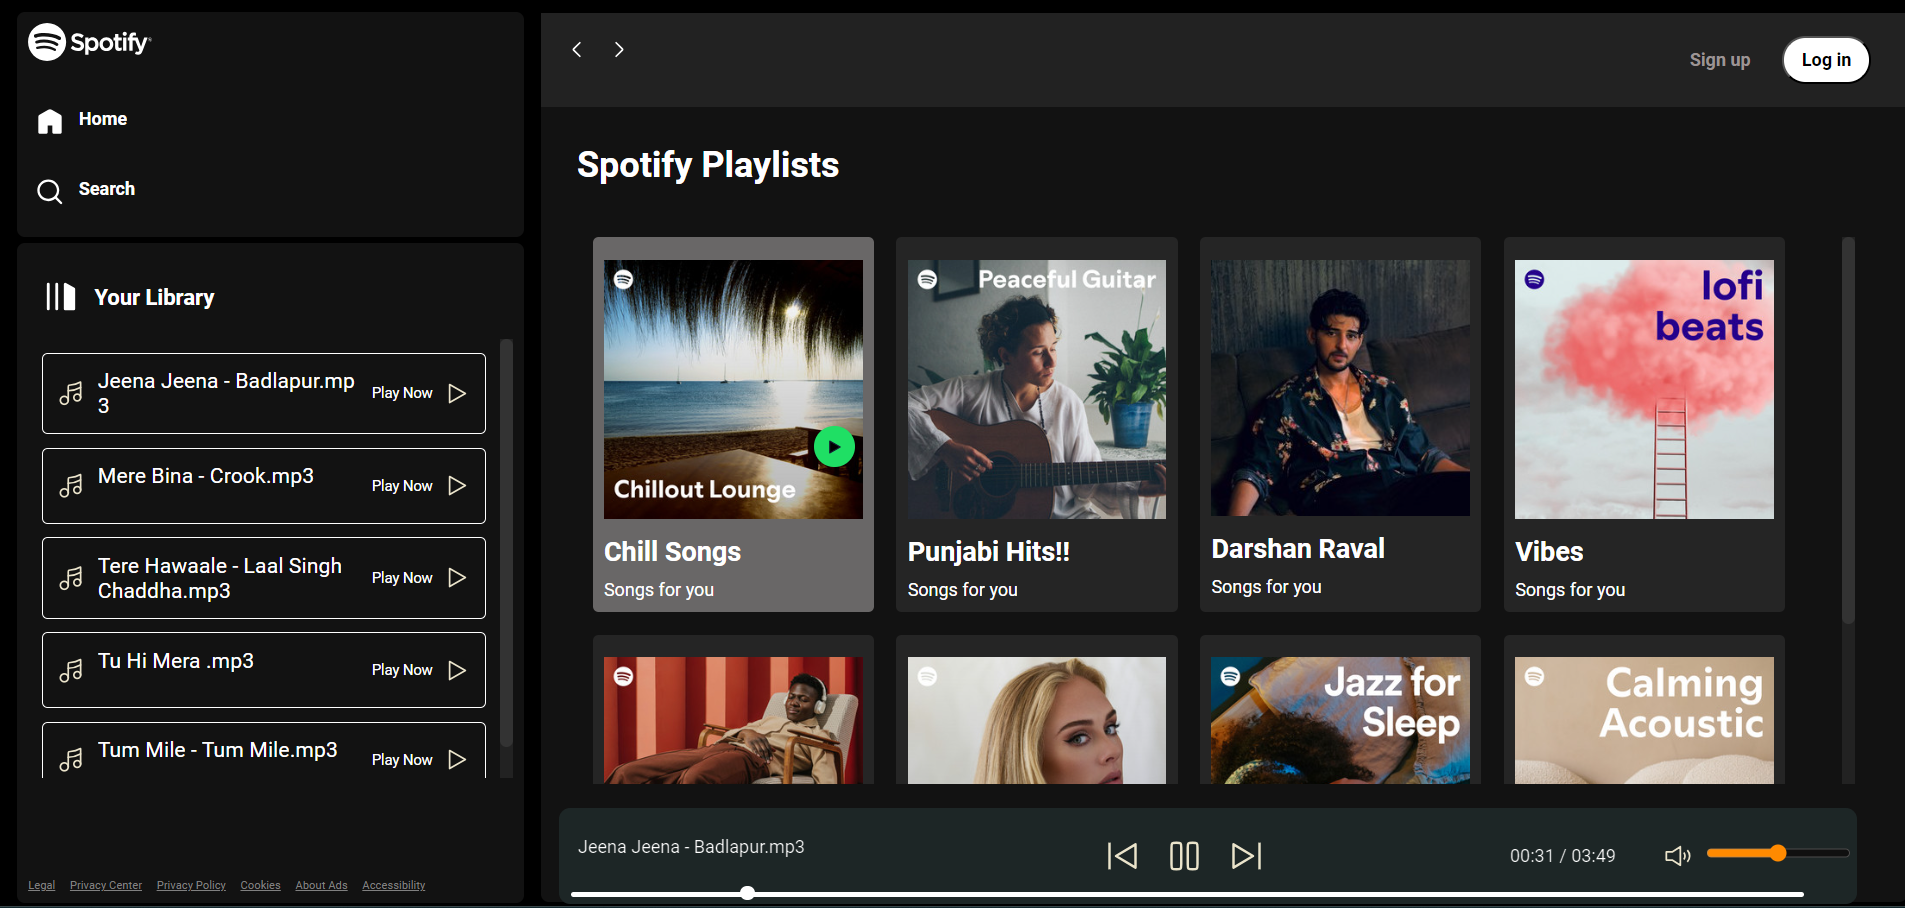 Spotify
Home
Search
Your Library
Jeena Jeena - Badlapur.mp
3
Play Now
Mere Bina - Crook.mp3
Play Now
Tere Hawaale - Laal Singh
Chaddha.mp3
Play Now
Tu Hi Mera .mp3
Play Now
Tum Mile - Tum Mile.mp3
Play Now
Legal Privacy Center Privacy Policy Cookies About Ads Accessibility
Sign up
Log in
Spotify Playlists
Chillout Lounge
Chill Songs
Songs for you
Peaceful Guitar
Punjabi Hits!!
Songs for you
Darshan Raval
Songs for you
lofi
beats
Vibes
Songs for you
Jazz for
Sleep
Calming
Acoustic
Jeena Jeena - Badlapur.mp3
00:31 / 03:49